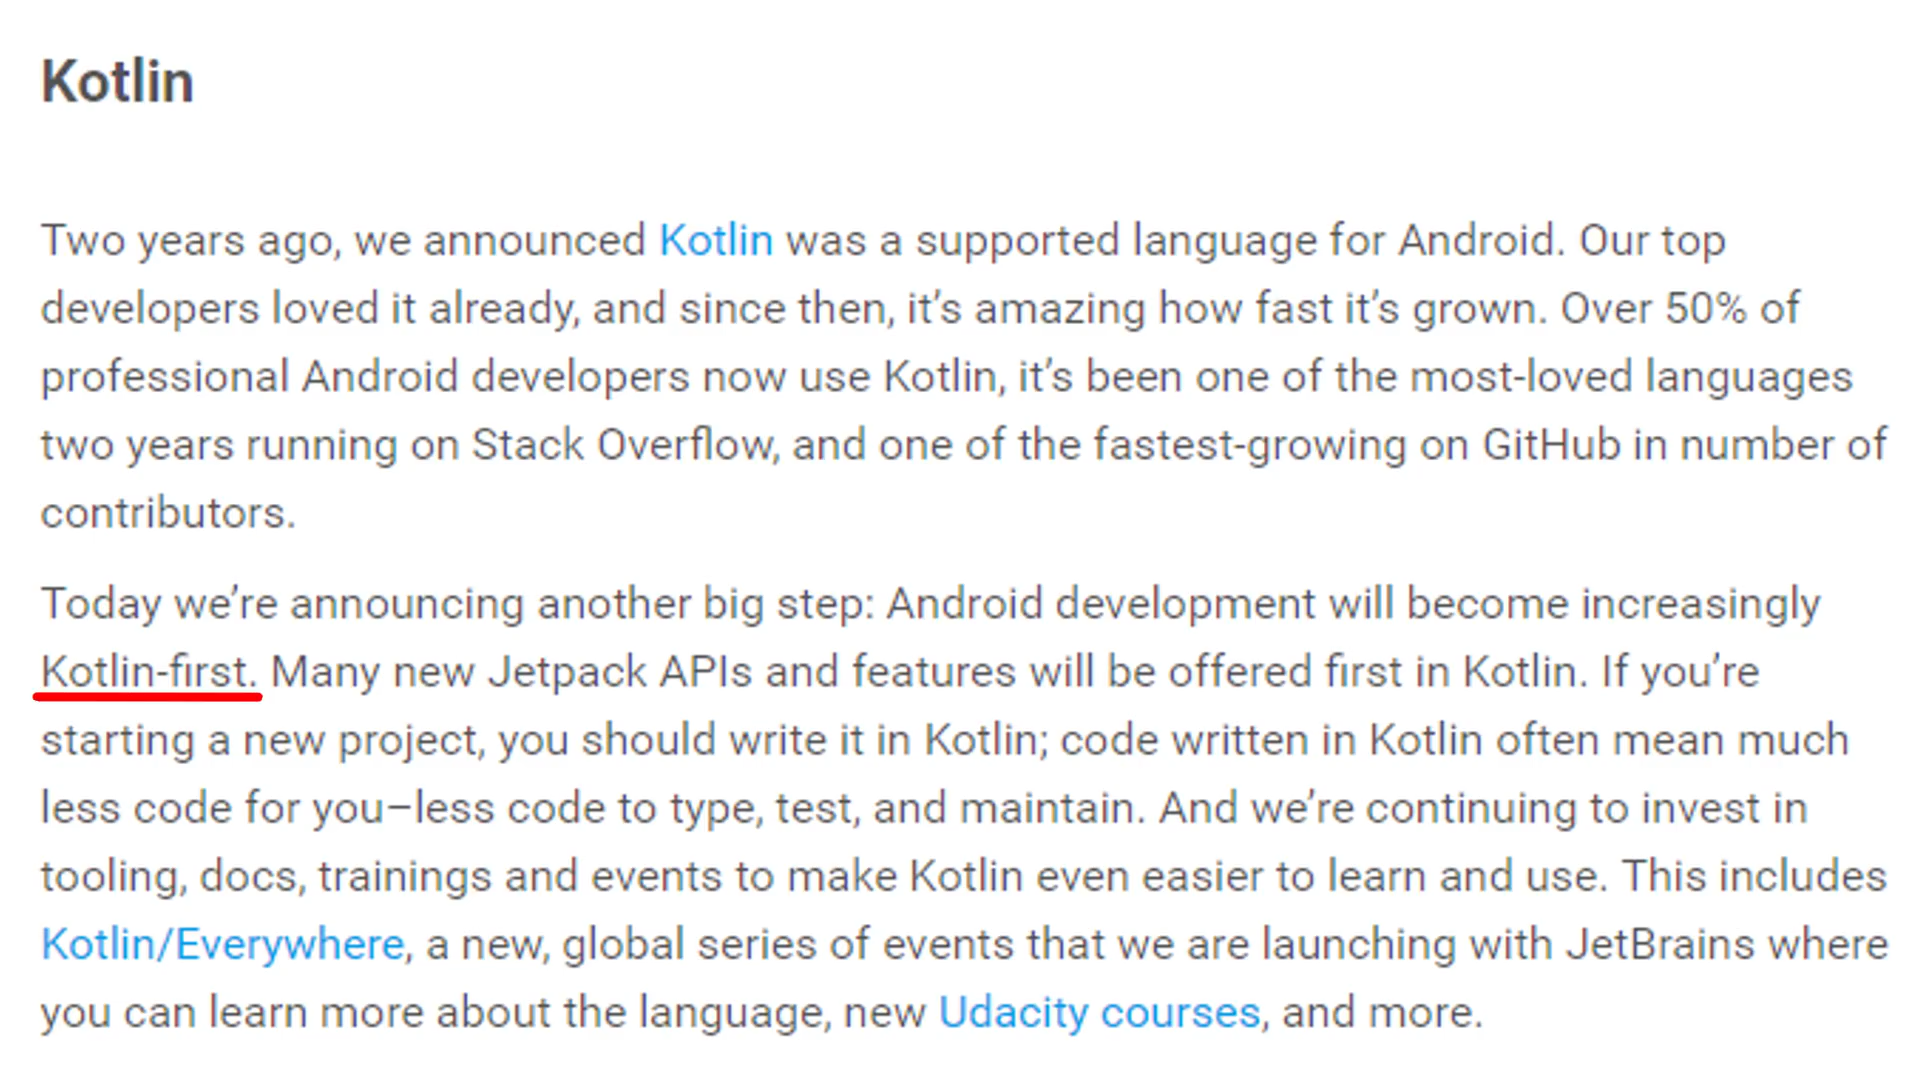 Kotlin
Two years ago, we announced Kotlin was a supported language for Android. Our top
developers loved it already, and since then, it’s amazing how fast it’s grown. Over 50% of
professional Android developers now use Kotlin, it’s been one of the most-loved languages
two years running on Stack Overflow, and one of the fastest-growing on GitHub in number of
contributors.
Today we’re announcing another big step: Android development will become increasingly
Kotlin-first. Many new Jetpack APIs and features will be offered first in Kotlin. If you’re
starting a new project, you should write it in Kotlin; code written in Kotlin often mean much
less code for you–less code to type, test, and maintain. And we’re continuing to invest in
tooling, docs, trainings and events to make Kotlin even easier to learn and use. This includes
Kotlin/Everywhere, a new, global series of events that we are launching with JetBrains where
you can learn more about the language, new Udacity courses, and more.